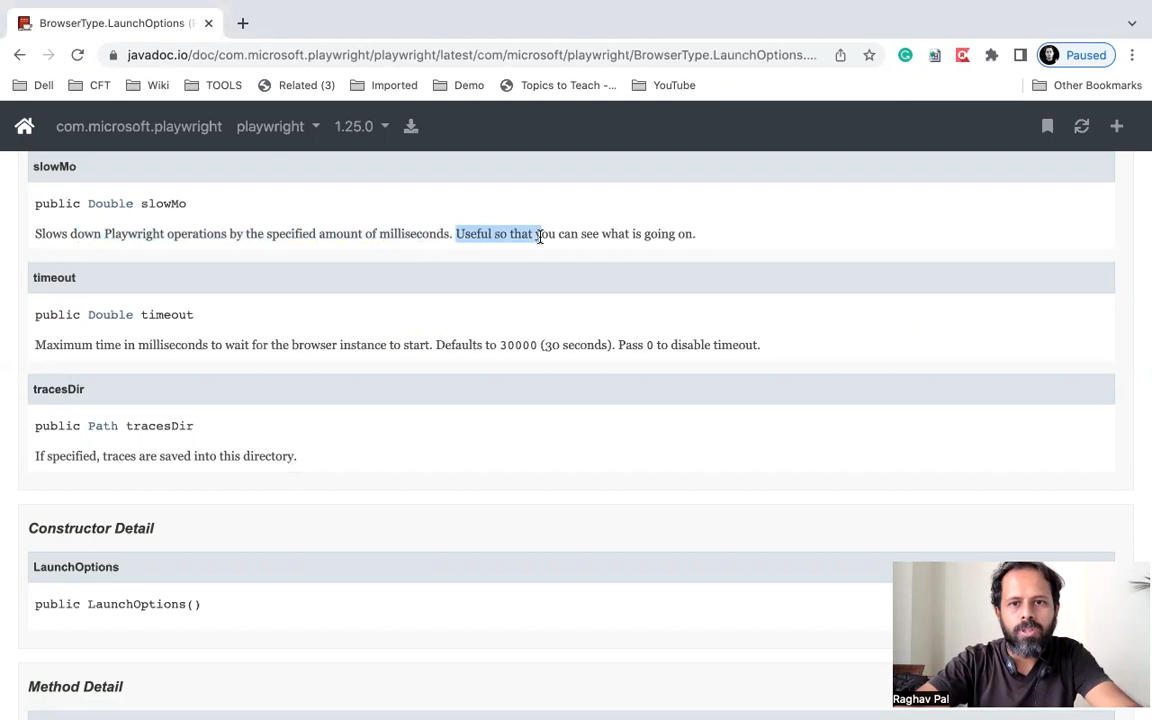 BrowserType.LaunchOptions (
javadoc.io/doc/com.microsoft.playwright/playwright/latest/com/microsoft/playwright/BrowserType.LaunchOptions....
Paused
Dell
CFT
Wiki
TOOLS
Related (3)
Imported
Demo
Topics to Teach -...
YouTube
Other Bookmarks
com.microsoft.playwright
playwright
1.25.0
slowMo
public Double slowMo
Slows down Playwright operations by the specified amount of milliseconds. Useful so that you can see what is going on.
timeout
public Double timeout
Maximum time in milliseconds to wait for the browser instance to start. Defaults to 30000 (30 seconds). Pass 0 to disable timeout.
tracesDir
public Path tracesDir
If specified, traces are saved into this directory.
Constructor Detail
LaunchOptions
public LaunchOptions()
Method Detail
Raghav Pal